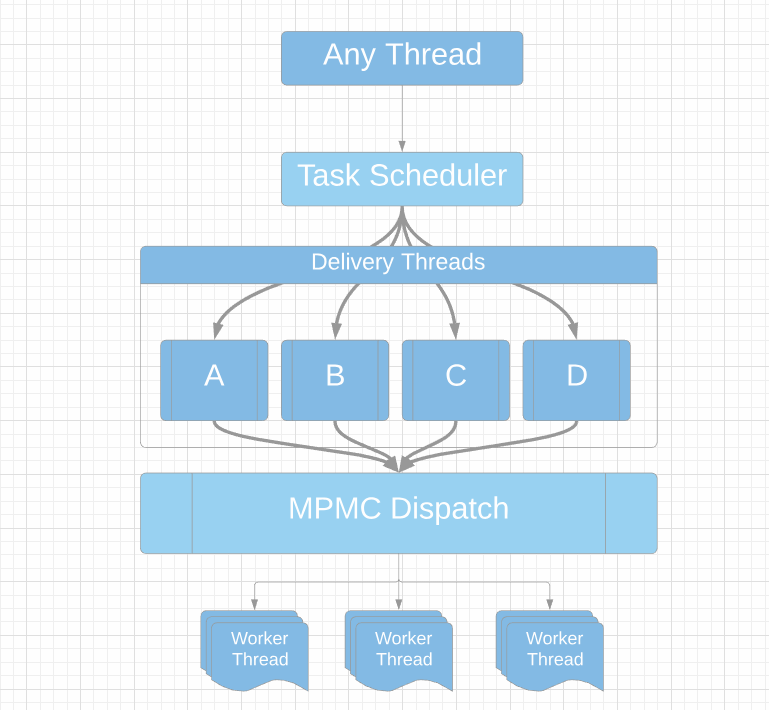 Any Thread
Task Scheduler
Delivery Threads
A
B
C
D
MPMC Dispatch
Worker
Thread
Worker
Thread
Worker
Thread